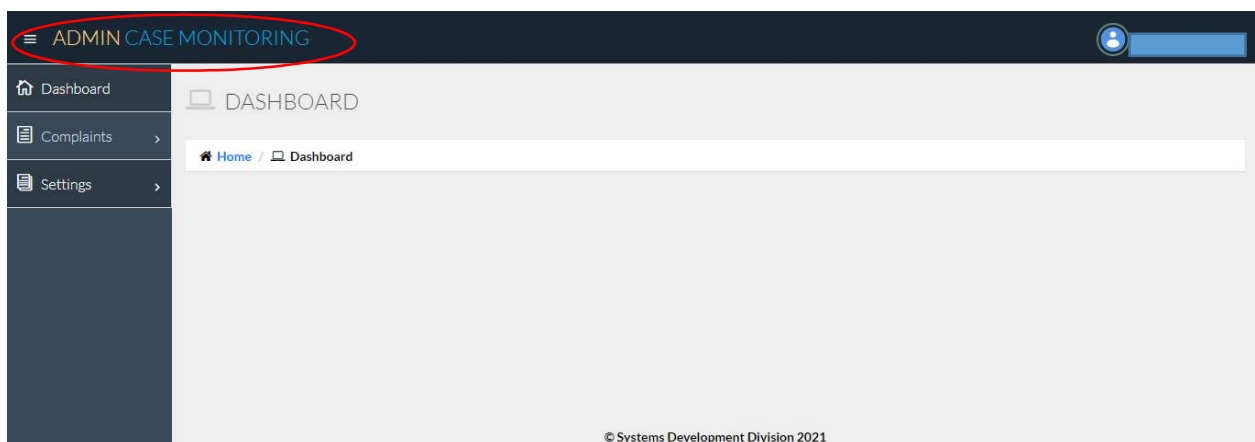 ADMIN CASE MONITORING
Dashboard
Complaints
Settings
DASHBOARD
Home / Dashboard
© Systems Development Division 2021